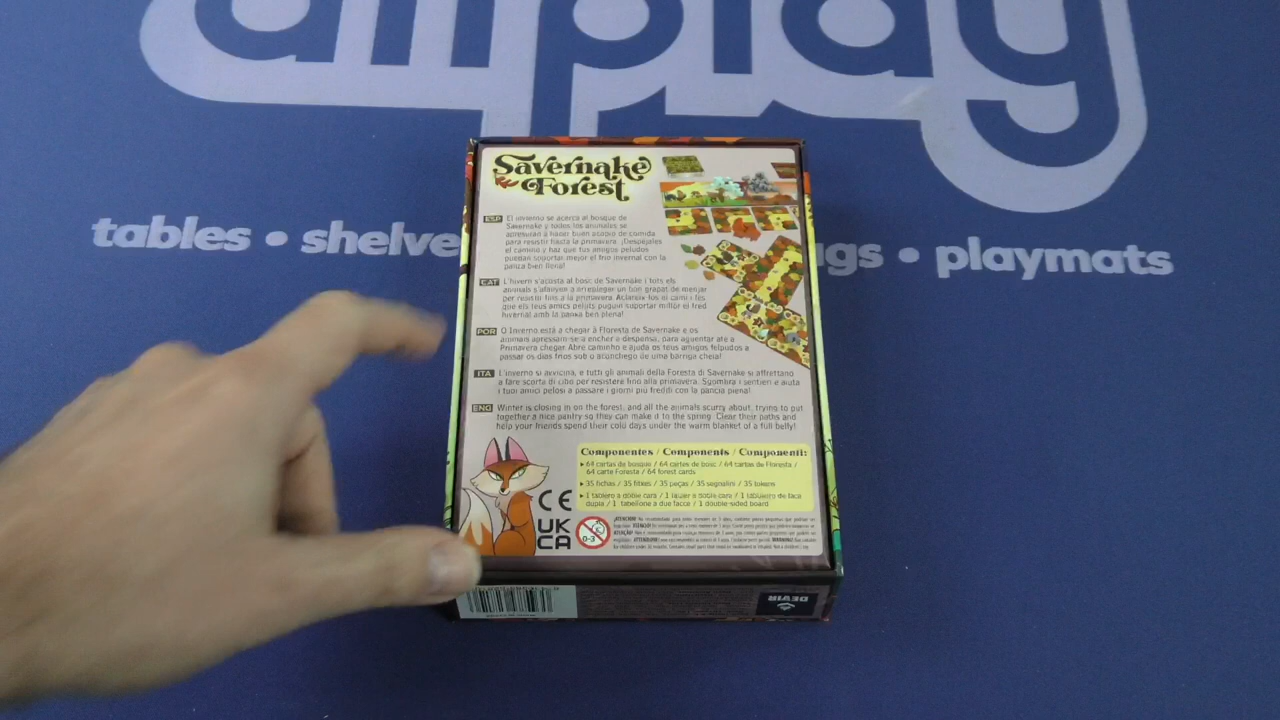 allplay
tables • shelve
gs • playmats
Savernake
Forest
ESP El invierno se acerca al bosque de
Savernake y todos los animales se
apresuran a hacer buen acopio de comida
para resistir hasta la primavera. ¡Despéjales
el camino y haz que tus amigos peludos
puedan soportar mejor el frío invernal con la
panza bien llena!
CAT L'hivern s'acosta al bosc de Savernake i tots els
animals s'afanyen a arreplegar un bon grapat de menjar
per resistir fins a la primavera. Aclareix-los el camí i fes
que els teus amics peluts puguin suportar millor el fred
hivernal amb la panxa ben plena!
POR O Inverno está a chegar à Floresta de Savernake e os
animais apressam-se a encher a despensa, para aguentar até a
Primavera chegar. Abre caminho e ajuda os teus amigos felpudos a
passar os dias frios sob o aconchego de uma barriga cheia!
ITA L'inverno si avvicina, e tutti gli animali della Foresta di Savernake si affrettano
a fare scorta di cibo per resistere fino alla primavera. Sgombra i sentieri e aiuta
i tuoi amici pelosi a passare i giorni più freddi con la pancia piena!
ENG Winter is closing in on the forest, and all the animals scurry about, trying to put
together a nice pantry so they can make it to the spring. Clear their paths and
help your friends spend their cold days under the warm blanket of a full belly!
Componentes / Components / Componenti:
64 cartas de bosque / 64 cartes de bosc / 64 cartas de Floresta /
64 carte Foresta / 64 forest cards
35 fichas / 35 fitxes / 35 peças / 35 segnalini / 35 tokens
1 tablero a doble cara / 1 tauler a doble cara / 1 tabuleiro de face
dupla / 1 tabellone a due facce / 1 double-sided board
CE
UK
CA
0-3
DEVIR